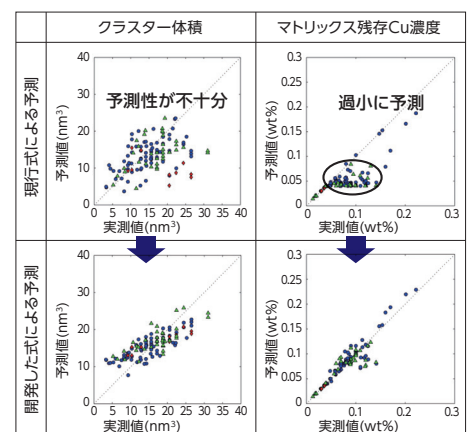 クラスター体積
マトリックス残存Cu濃度
現行式による予測
予測値(nm³)
40
30
20
10
0
予測性が不十分
0 5 10 15 20 25 30 35 40
実測値(nm³)
予測値(wt%)
0.3
0.2
0.15
0.1
0.05
0
過小に予測
0 0.1 0.2 0.3
実測値(wt%)
開発した式による予測
予測値(nm³)
40
30
20
10
0
0 5 10 15 20 25 30 35 40
実測値(nm³)
予測値(wt%)
0.3
0.2
0.15
0.1
0.05
0
0 0.1 0.2 0.3
実測値(wt%)